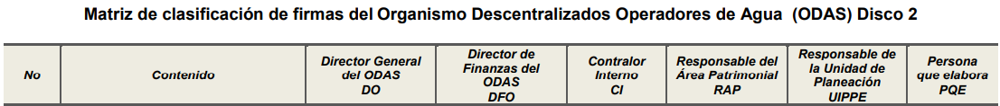 Matriz de clasificación de firmas del Organismo Descentralizados Operadores de Agua (ODAS) Disco 2
No
Contenido
Director General
del ODAS
DO
Director de
Finanzas del
ODAS
DFO
Contralor
Interno
CI
Responsable del
Área Patrimonial
RAP
Responsable de
la Unidad de
Planeación
UIPPE
Persona
que elabora
PQE